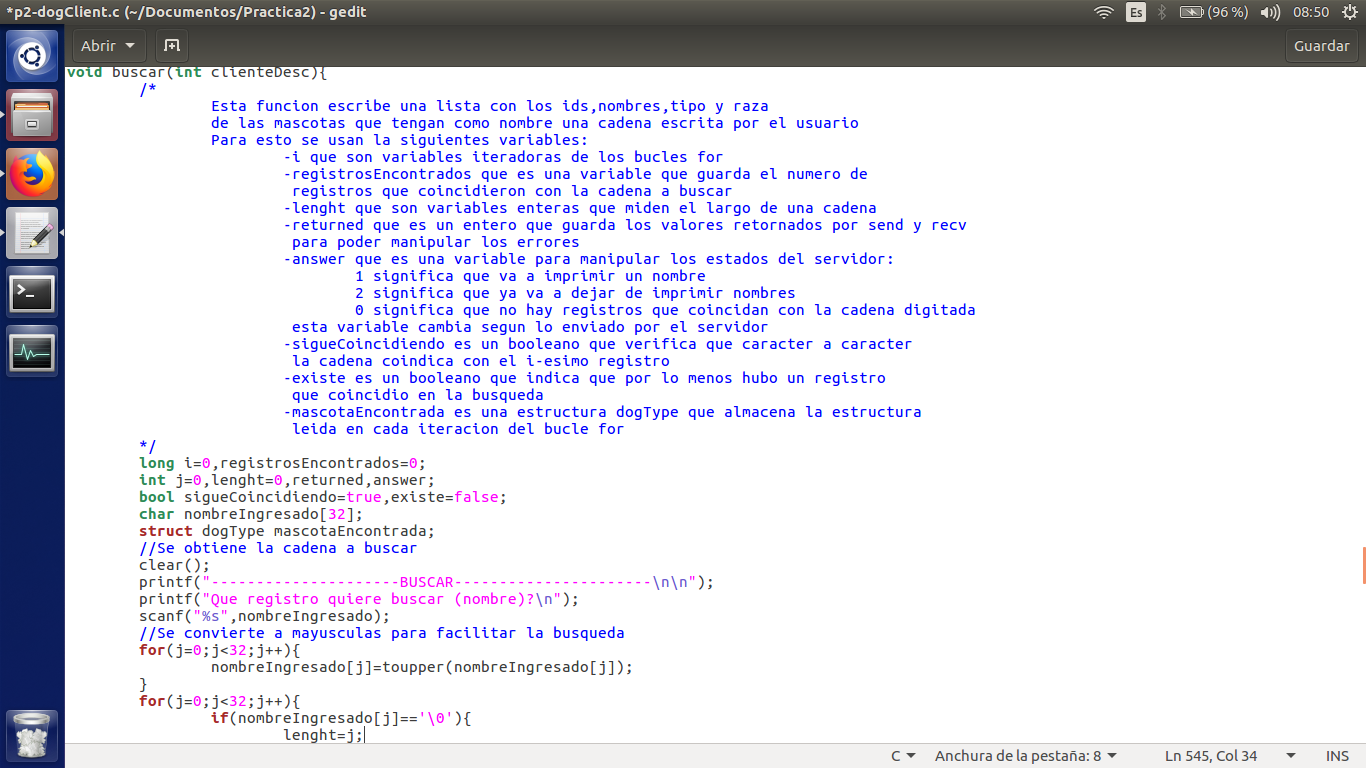 *p2-dogClient.c (~/Documentos/Practica2) - gedit
Es
(96 %)
08:50
Abrir
Guardar
void buscar(int clienteDesc){
/*
Esta funcion escribe una lista con los ids,nombres,tipo y raza
de las mascotas que tengan como nombre una cadena escrita por el usuario
Para esto se usan la siguientes variables:
-i que son variables iteradoras de los bucles for
-registrosEncontrados que es una variable que guarda el numero de
registros que coincidieron con la cadena a buscar
-lenght que son variables enteras que miden el largo de una cadena
-returned que es un entero que guarda los valores retornados por send y recv
para poder manipular los errores
-answer que es una variable para manipular los estados del servidor:
1 significa que va a imprimir un nombre
2 significa que ya va a dejar de imprimir nombres
0 significa que no hay registros que coincidan con la cadena digitada
esta variable cambia segun lo enviado por el servidor
-sigueCoincidiendo es un booleano que verifica que caracter a caracter
la cadena coindica con el i-esimo registro
-existe es un booleano que indica que por lo menos hubo un registro
que coincidio en la busqueda
-mascotaEncontrada es una estructura dogType que almacena la estructura
leida en cada iteracion del bucle for
*/
long i=0,registrosEncontrados=0;
int j=0,lenght=0,returned,answer;
bool sigueCoincidiendo=true,existe=false;
char nombreIngresado[32];
struct dogType mascotaEncontrada;
//Se obtiene la cadena a buscar
clear();
printf("---------------------BUSCAR----------------------\n\n");
printf("Que registro quiere buscar (nombre)?\n");
scanf("%s",nombreIngresado);
//Se convierte a mayusculas para facilitar la busqueda
for(j=0;j<32;j++){
nombreIngresado[j]=toupper(nombreIngresado[j]);
}
for(j=0;j<32;j++){
if(nombreIngresado[j]=='\0'){
lenght=j;
C
Anchura de la pestaña: 8
Ln 545, Col 34
INS